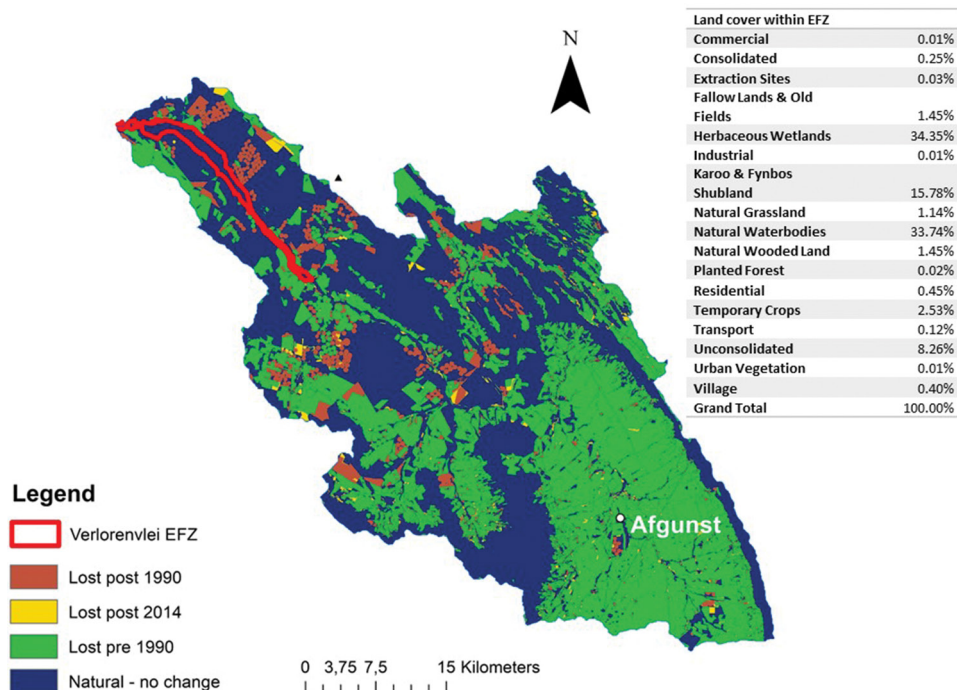 Land cover within EFZ
Commercial 0.01%
Consolidated 0.25%
Extraction Sites 0.03%
Fallow Lands & Old
Fields 1.45%
Herbaceous Wetlands 34.35%
Industrial 0.01%
Karoo & Fynbos
Shubland 15.78%
Natural Grassland 1.14%
Natural Waterbodies 33.74%
Natural Wooded Land 1.45%
Planted Forest 0.02%
Residential 0.45%
Temporary Crops 2.53%
Transport 0.12%
Unconsolidated 8.26%
Urban Vegetation 0.01%
Village 0.40%
Grand Total 100.00%
N
Afgunst
Legend
Verlorenvlei EFZ
Lost post 1990
Lost post 2014
Lost pre 1990
Natural - no change
0 3,75 7,5 15 Kilometers